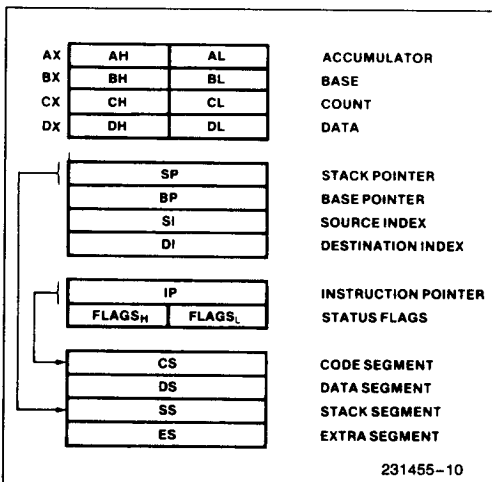 AX AH AL ACCUMULATOR
BX BH BL BASE
CX CH CL COUNT
DX DH DL DATA
SP STACK POINTER
BP BASE POINTER
SI SOURCE INDEX
DI DESTINATION INDEX
IP INSTRUCTION POINTER
FLAGSH FLAGSL STATUS FLAGS
CS CODE SEGMENT
DS DATA SEGMENT
SS STACK SEGMENT
ES EXTRA SEGMENT
231455-10